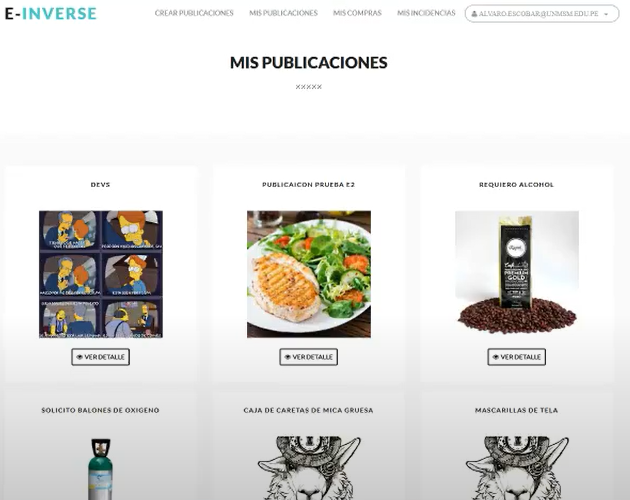 E-INVERSE
CREAR PUBLICACIONES MIS PUBLICACIONES MIS COMPRAS MIS INCIDENCIAS ALVARO.ESCOBAR@UNMSM.EDU.PE
MIS PUBLICACIONES
DEVS
PUBLICAICON PRUEBA E2
REQUIERO ALCOHOL
PREMIUM
GOLD
VER DETALLE
VER DETALLE
VER DETALLE
SOLICITO BALONES DE OXIGENO
CAJA DE CARETAS DE MICA GRUESA
MASCARILLAS DE TELA